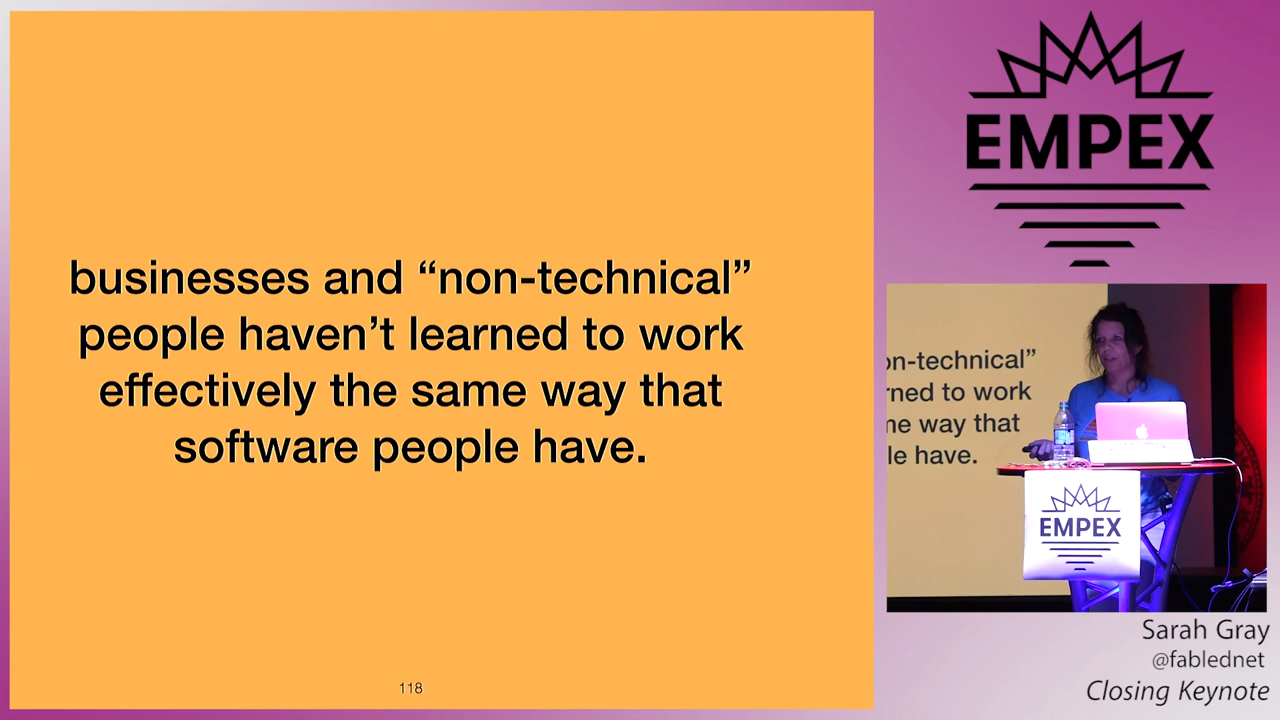 businesses and “non-technical”
people haven’t learned to work
effectively the same way that
software people have.
118
EMPEX
on-technical”
rned to work
ne way that
le have.
EMPEX
Sarah Gray
@fablednet
Closing Keynote